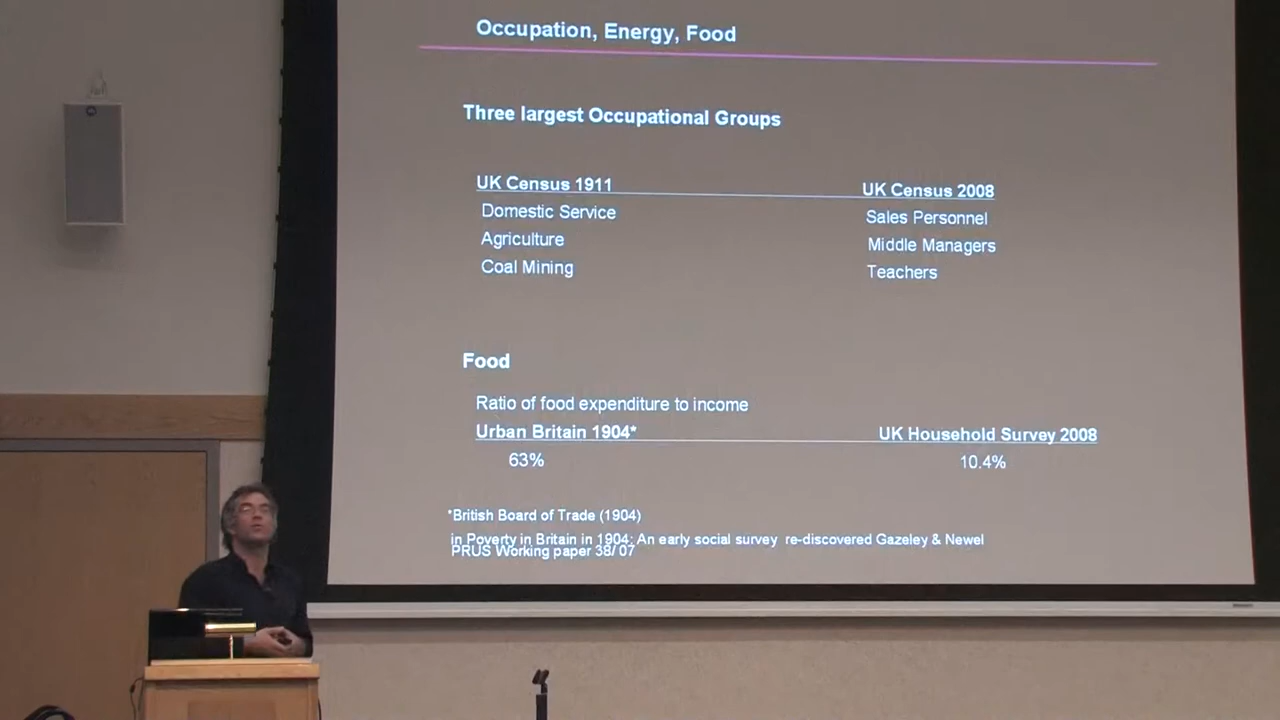 Occupation, Energy, Food
Three largest Occupational Groups
UK Census 1911 UK Census 2008
Domestic Service Sales Personnel
Agriculture Middle Managers
Coal Mining Teachers
Food
Ratio of food expenditure to income
Urban Britain 1904* UK Household Survey 2008
63% 10.4%
*British Board of Trade (1904)
in Poverty in Britain in 1904: An early social survey re-discovered Gazeley & Newel
PRUS Working paper 38/ 07